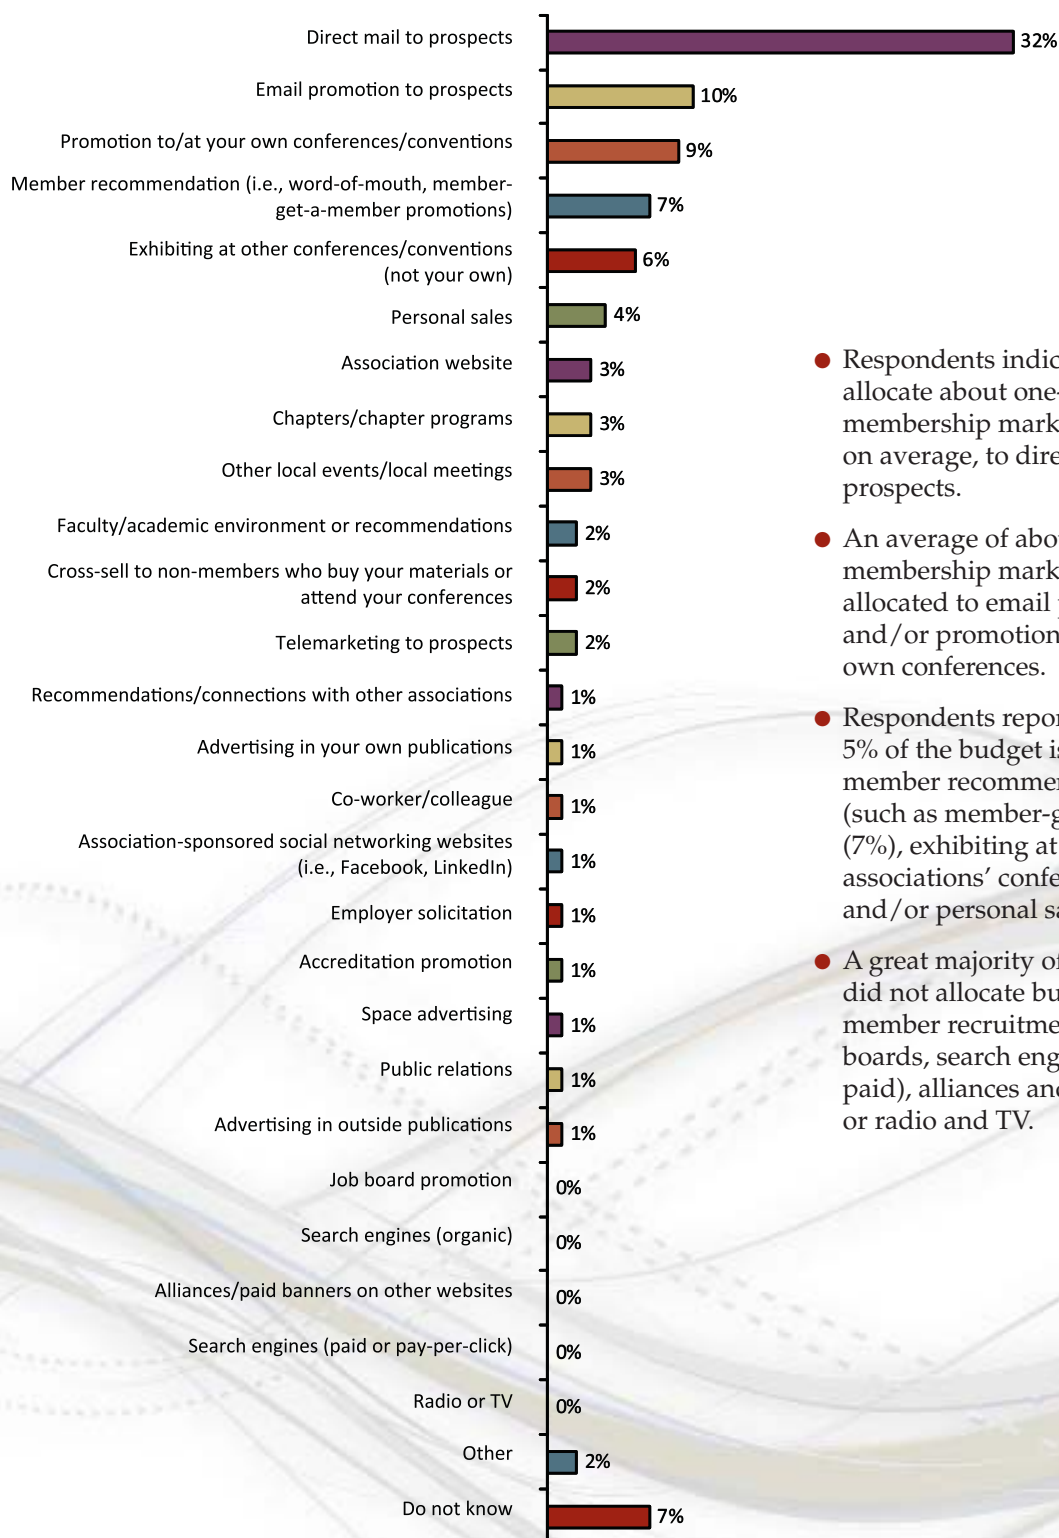 Direct mail to prospects 32%
Email promotion to prospects 10%
Promotion to/at your own conferences/conventions 9%
Member recommendation (i.e., word-of-mouth, member-
get-a-member promotions) 7%
Exhibiting at other conferences/conventions
(not your own) 6%
Personal sales 4%
Association website 3%
Chapters/chapter programs 3%
Other local events/local meetings 3%
Faculty/academic environment or recommendations 2%
Cross-sell to non-members who buy your materials or
attend your conferences 2%
Telemarketing to prospects 2%
Recommendations/connections with other associations 1%
Advertising in your own publications 1%
Co-worker/colleague 1%
Association-sponsored social networking websites
(i.e., Facebook, LinkedIn) 1%
Employer solicitation 1%
Accreditation promotion 1%
Space advertising 1%
Public relations 1%
Advertising in outside publications 1%
Job board promotion 0%
Search engines (organic) 0%
Alliances/paid banners on other websites 0%
Search engines (paid or pay-per-click) 0%
Radio or TV 0%
Other 2%
Do not know 7%
● Respondents indic
allocate about one-
membership mark
on average, to dire
prospects.
● An average of abo
membership mark
allocated to email
and/or promotion
own conferences.
● Respondents repor
5% of the budget is
member recommen
(such as member-g
(7%), exhibiting at
associations' confe
and/or personal sa
● A great majority of
did not allocate bu
member recruitme
boards, search eng
paid), alliances and
or radio and TV.